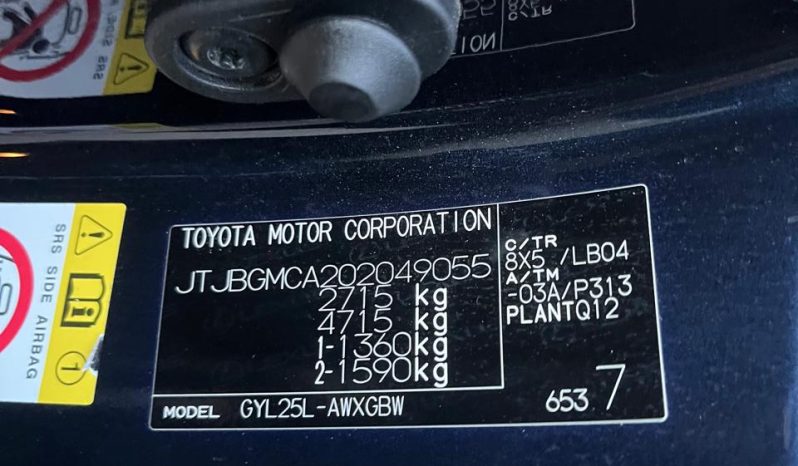 TOYOTA MOTOR CORPORATION
JTJBGMCA202049055
2715 kg
4715 kg
1-1360kg
2-1590kg
C/TR
8X5 /LB04
A/TM
-03A/P313
PLANTQ12
MODEL GYL25L-AWXGBW
653 7
SRS SIDE AIRBAG
1